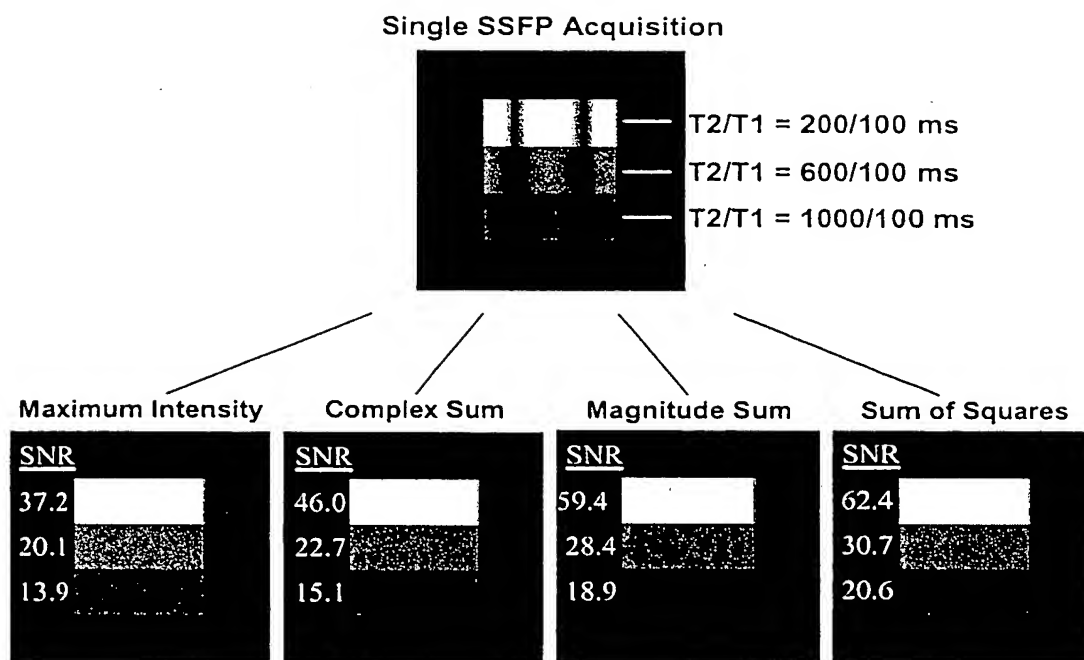 Single SSFP Acquisition
T2/T1 = 200/100 ms
T2/T1 = 600/100 ms
T2/T1 = 1000/100 ms
Maximum Intensity
SNR
37.2
20.1
13.9
Complex Sum
SNR
46.0
22.7
15.1
Magnitude Sum
SNR
59.4
28.4
18.9
Sum of Squares
SNR
62.4
30.7
20.6